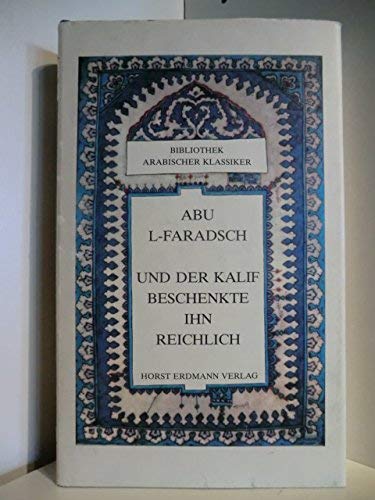 BIBLIOTHEK
ARABISCHER KLASSIKER
ABU
L-FARADSCH
UND DER KALIF
BESCHENKTE
IHN
REICHLICH
HORST ERDMANN VERLAG